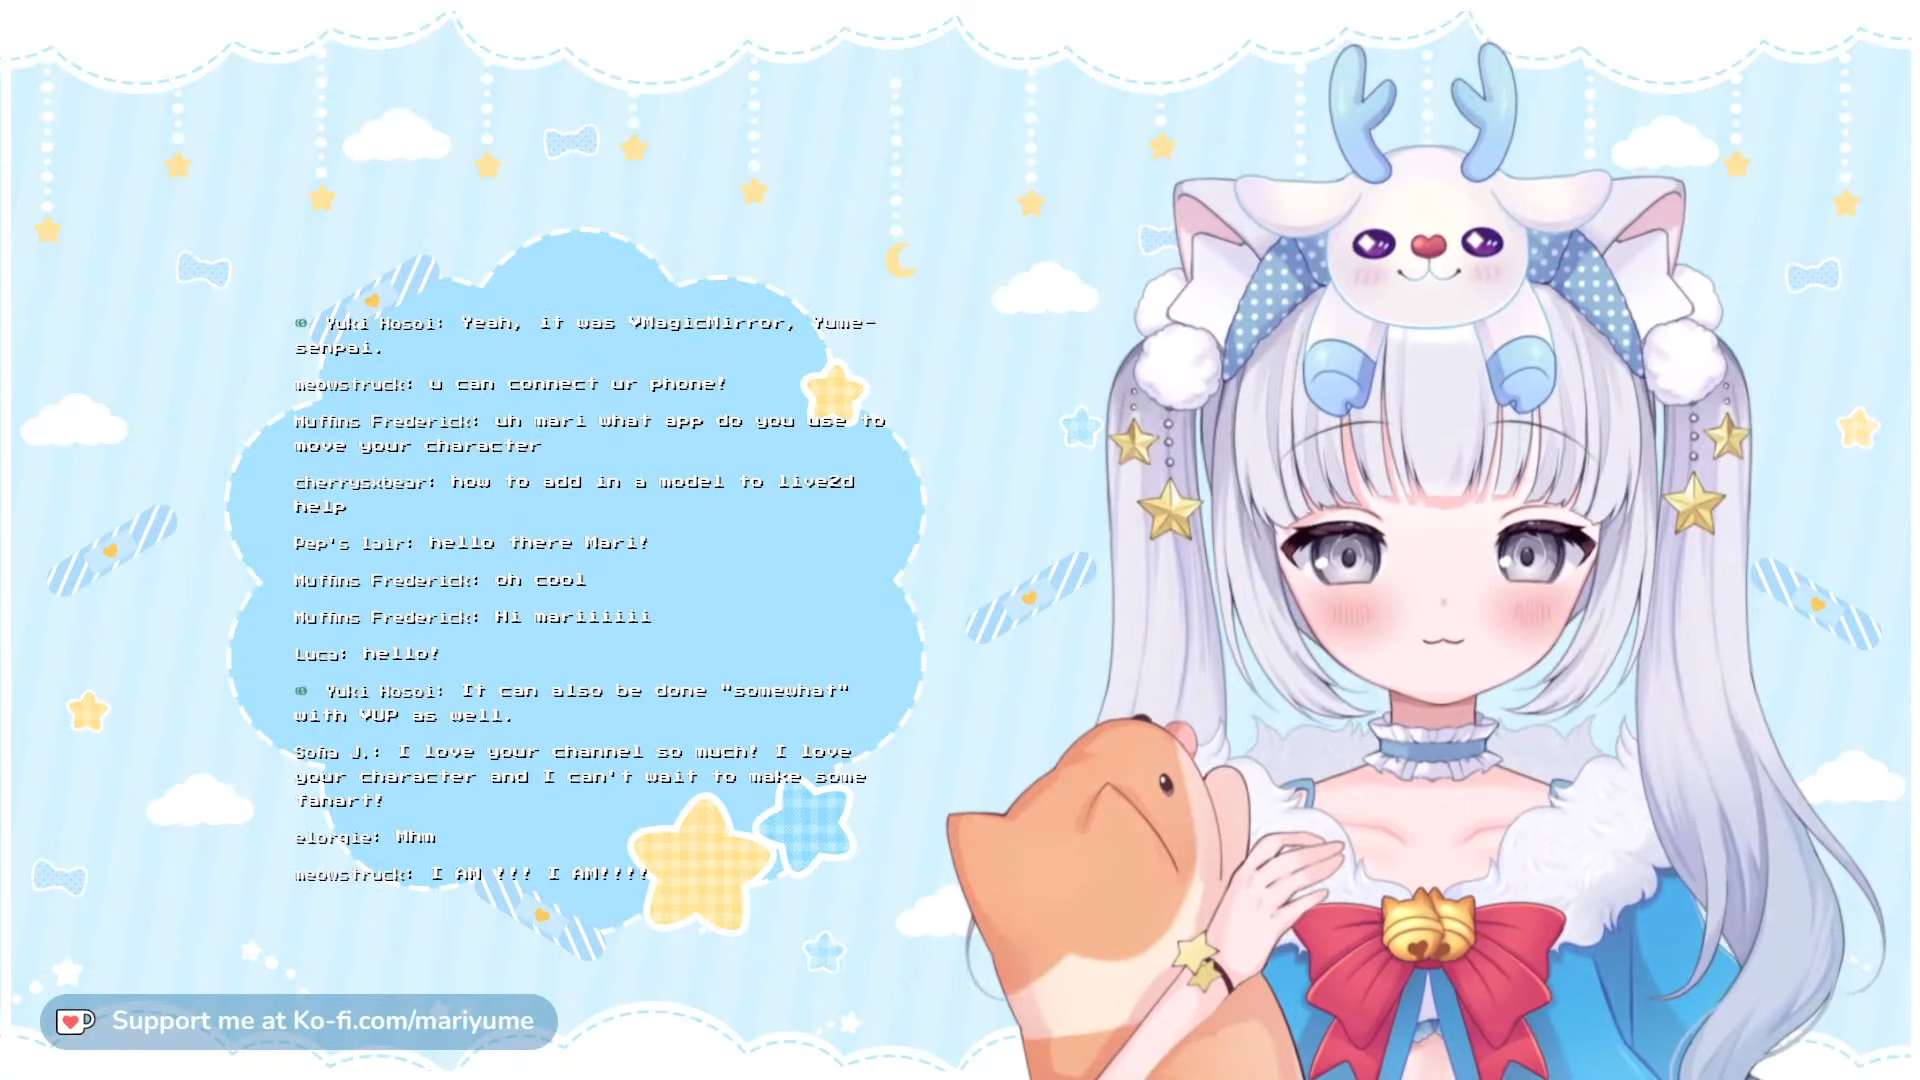 Yuki Hosoi: Yeah, it was VMagicMirror, Yume-
senpai.
meowstruck: u can connect ur phone!
Muffins Frederick: uh mari what app do you use to
move your character
cherrysxbear: how to add in a model to live2d
help
Pep's lair: hello there Mari!
Muffins Frederick: oh cool
Muffins Frederick: Hi mariiiiii
Luca: hello!
Yuki Hosoi: It can also be done "somewhat"
with VUP as well.
Sofia J.: I love your channel so much! I love
your character and I can't wait to make some
fanart!
elorgie: Mhm
meowstruck: I AM ??! I AM!!!!
Support me at Ko-fi.com/mariyume